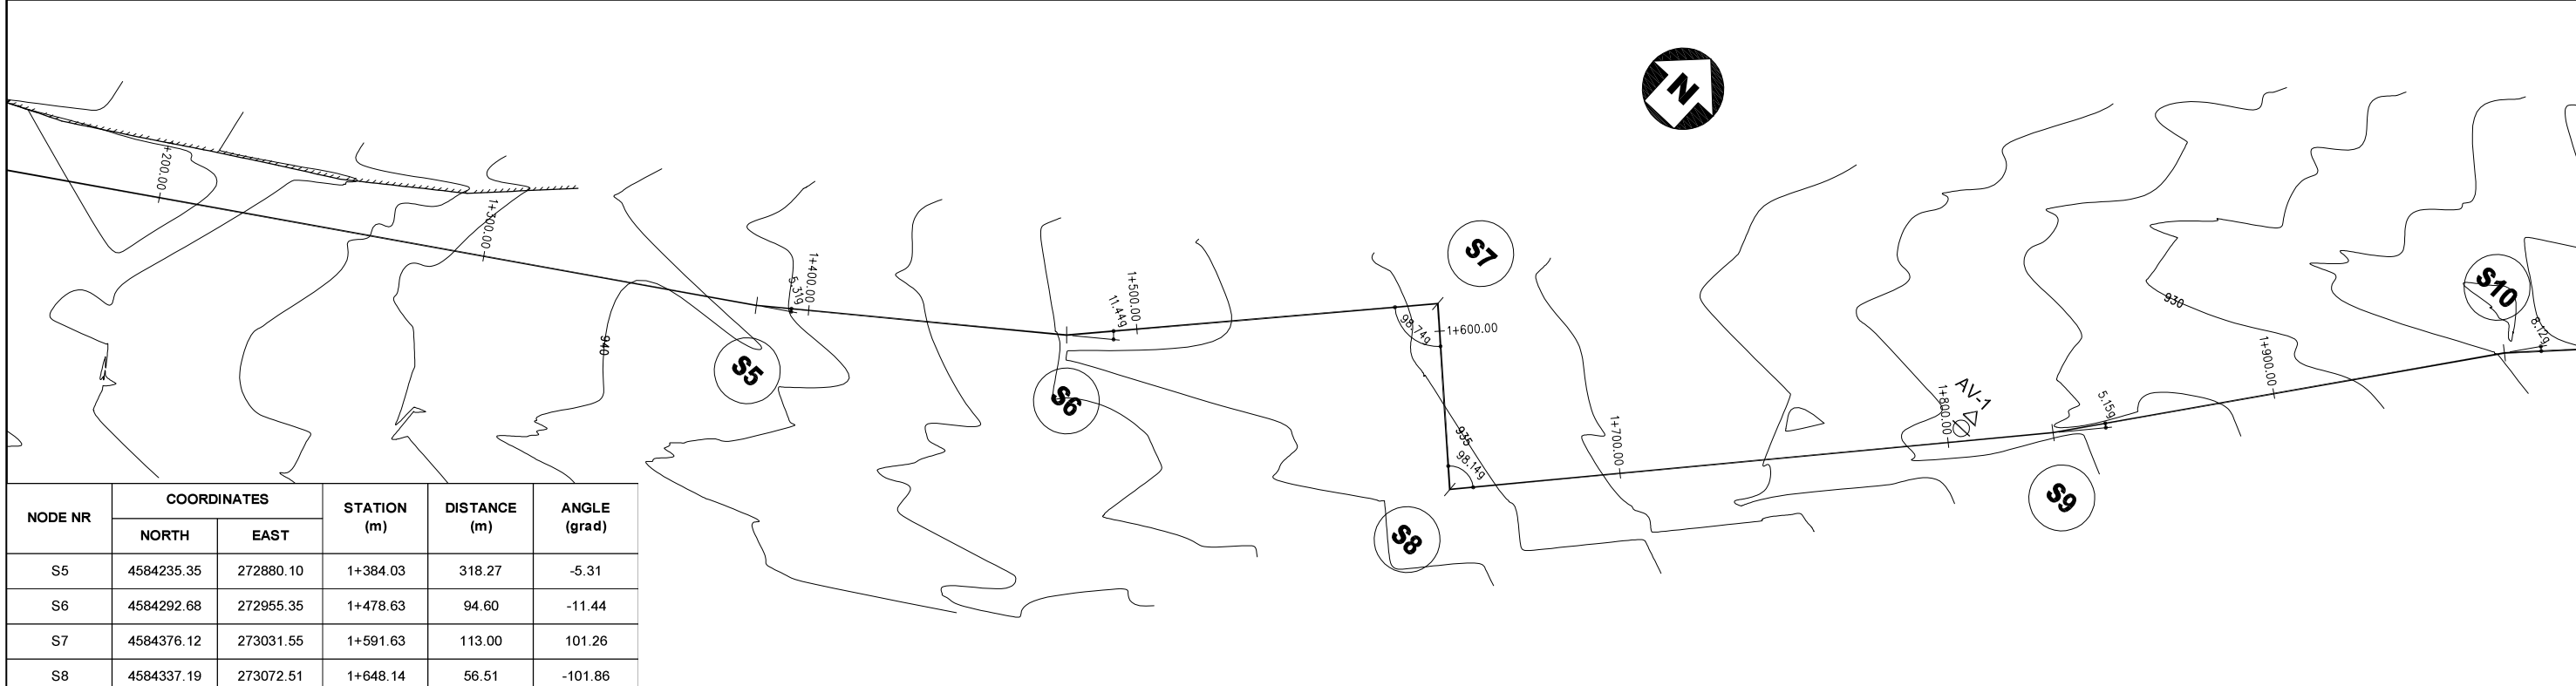 N
+200.00
1+300.00
S7
1+400.00
5.31g
1+500.00
11.44g
98.74g
1+600.00
930
S10
8.12g
940
S5
1+900.00
S6
AV-1
1+800.00
5.15g
935
98.14g
1+700.00
S9
S8
NODE NR COORDINATES STATION (m) DISTANCE (m) ANGLE (grad)
NORTH EAST
S5 4584235.35 272880.10 1+384.03 318.27 -5.31
S6 4584292.68 272955.35 1+478.63 94.60 -11.44
S7 4584376.12 273031.55 1+591.63 113.00 101.26
S8 4584337.19 273072.51 1+648.14 56.51 -101.86